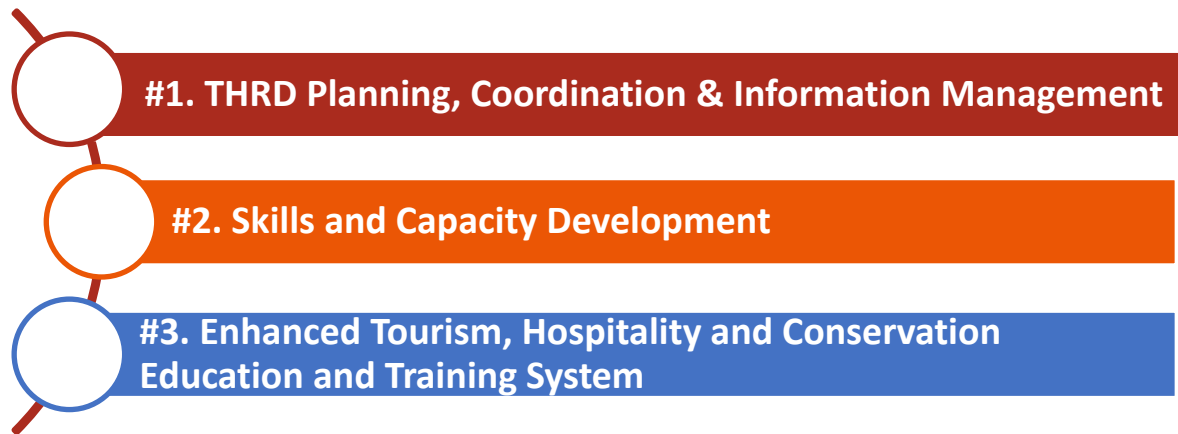 #1. THRD Planning, Coordination & Information Management
#2. Skills and Capacity Development
#3. Enhanced Tourism, Hospitality and Conservation
Education and Training System